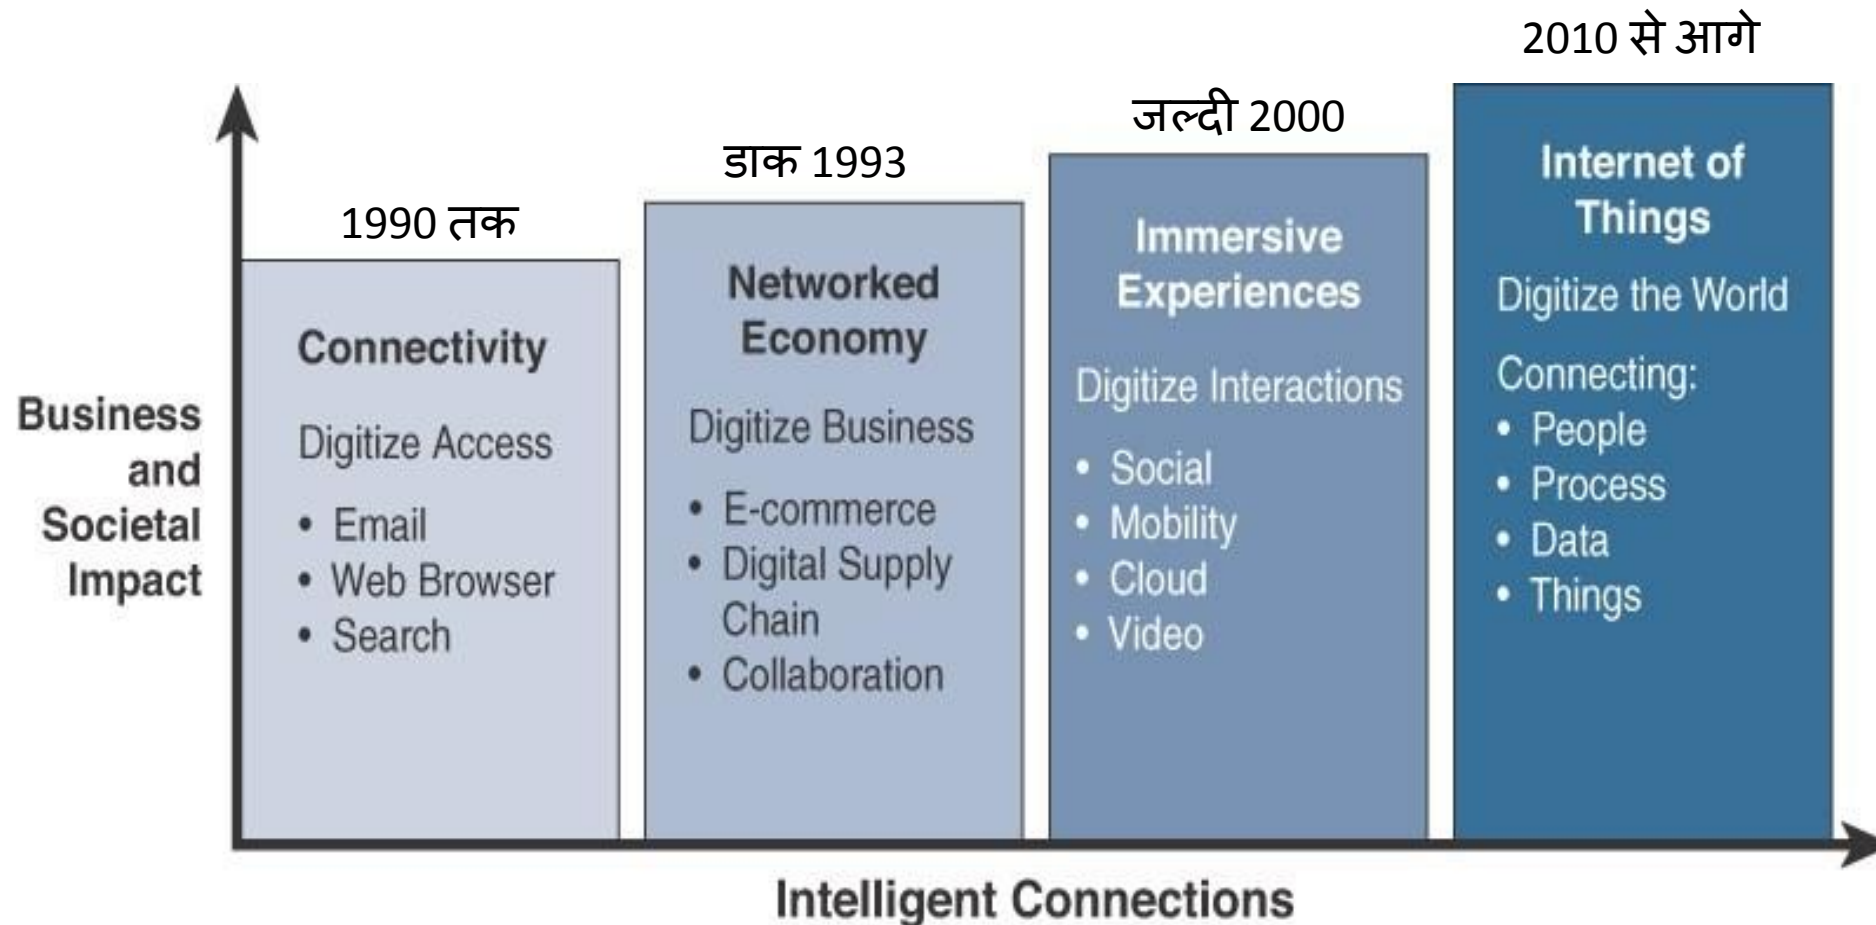 Business
and
Societal
Impact
1990 तक
Connectivity
Digitize Access
• Email
• Web Browser
• Search
डाक 1993
Networked
Economy
Digitize Business
• E-commerce
• Digital Supply
Chain
• Collaboration
जल्दी 2000
Immersive
Experiences
Digitize Interactions
• Social
• Mobility
• Cloud
• Video
2010 से आगे
Internet of
Things
Digitize the World
Connecting:
• People
• Process
• Data
• Things
Intelligent Connections